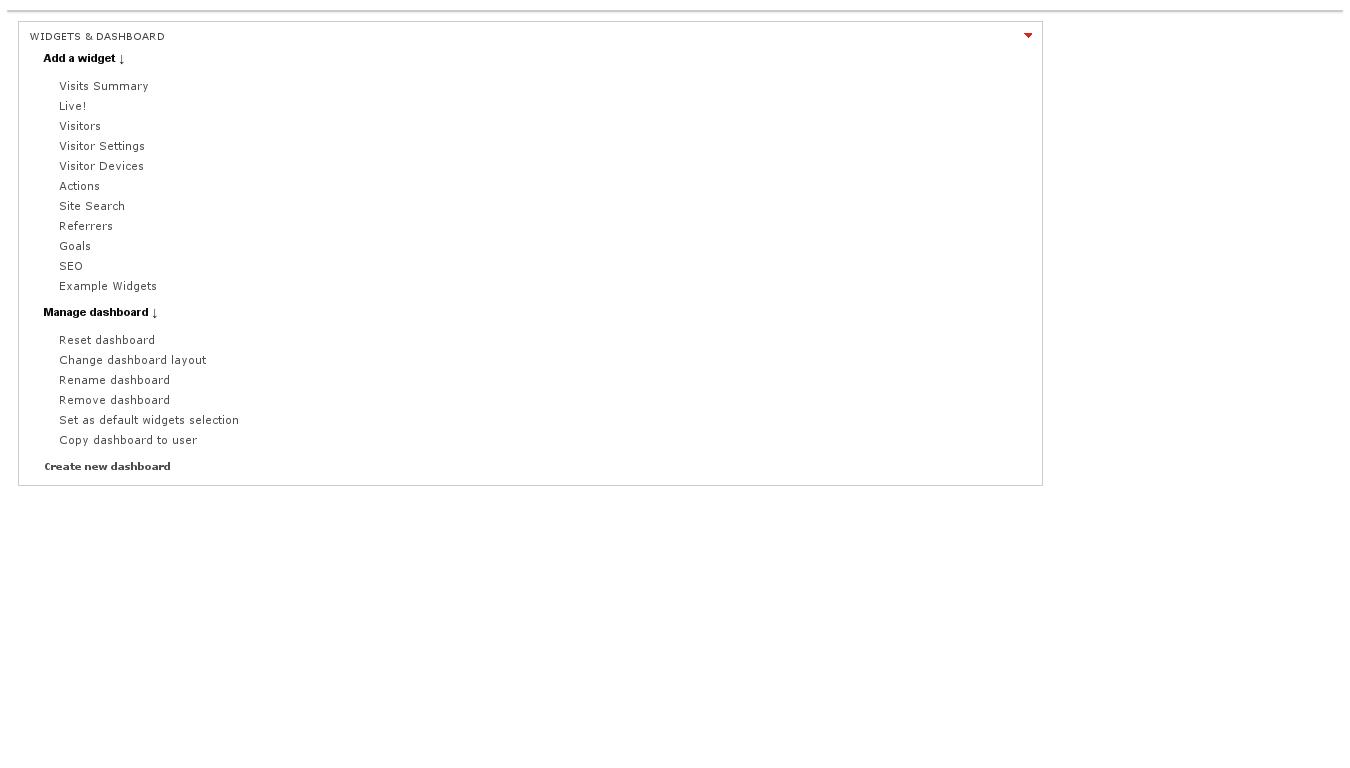 WIDGETS & DASHBOARD
Add a widget ↓
Visits Summary
Live!
Visitors
Visitor Settings
Visitor Devices
Actions
Site Search
Referrers
Goals
SEO
Example Widgets
Manage dashboard ↓
Reset dashboard
Change dashboard layout
Rename dashboard
Remove dashboard
Set as default widgets selection
Copy dashboard to user
Create new dashboard